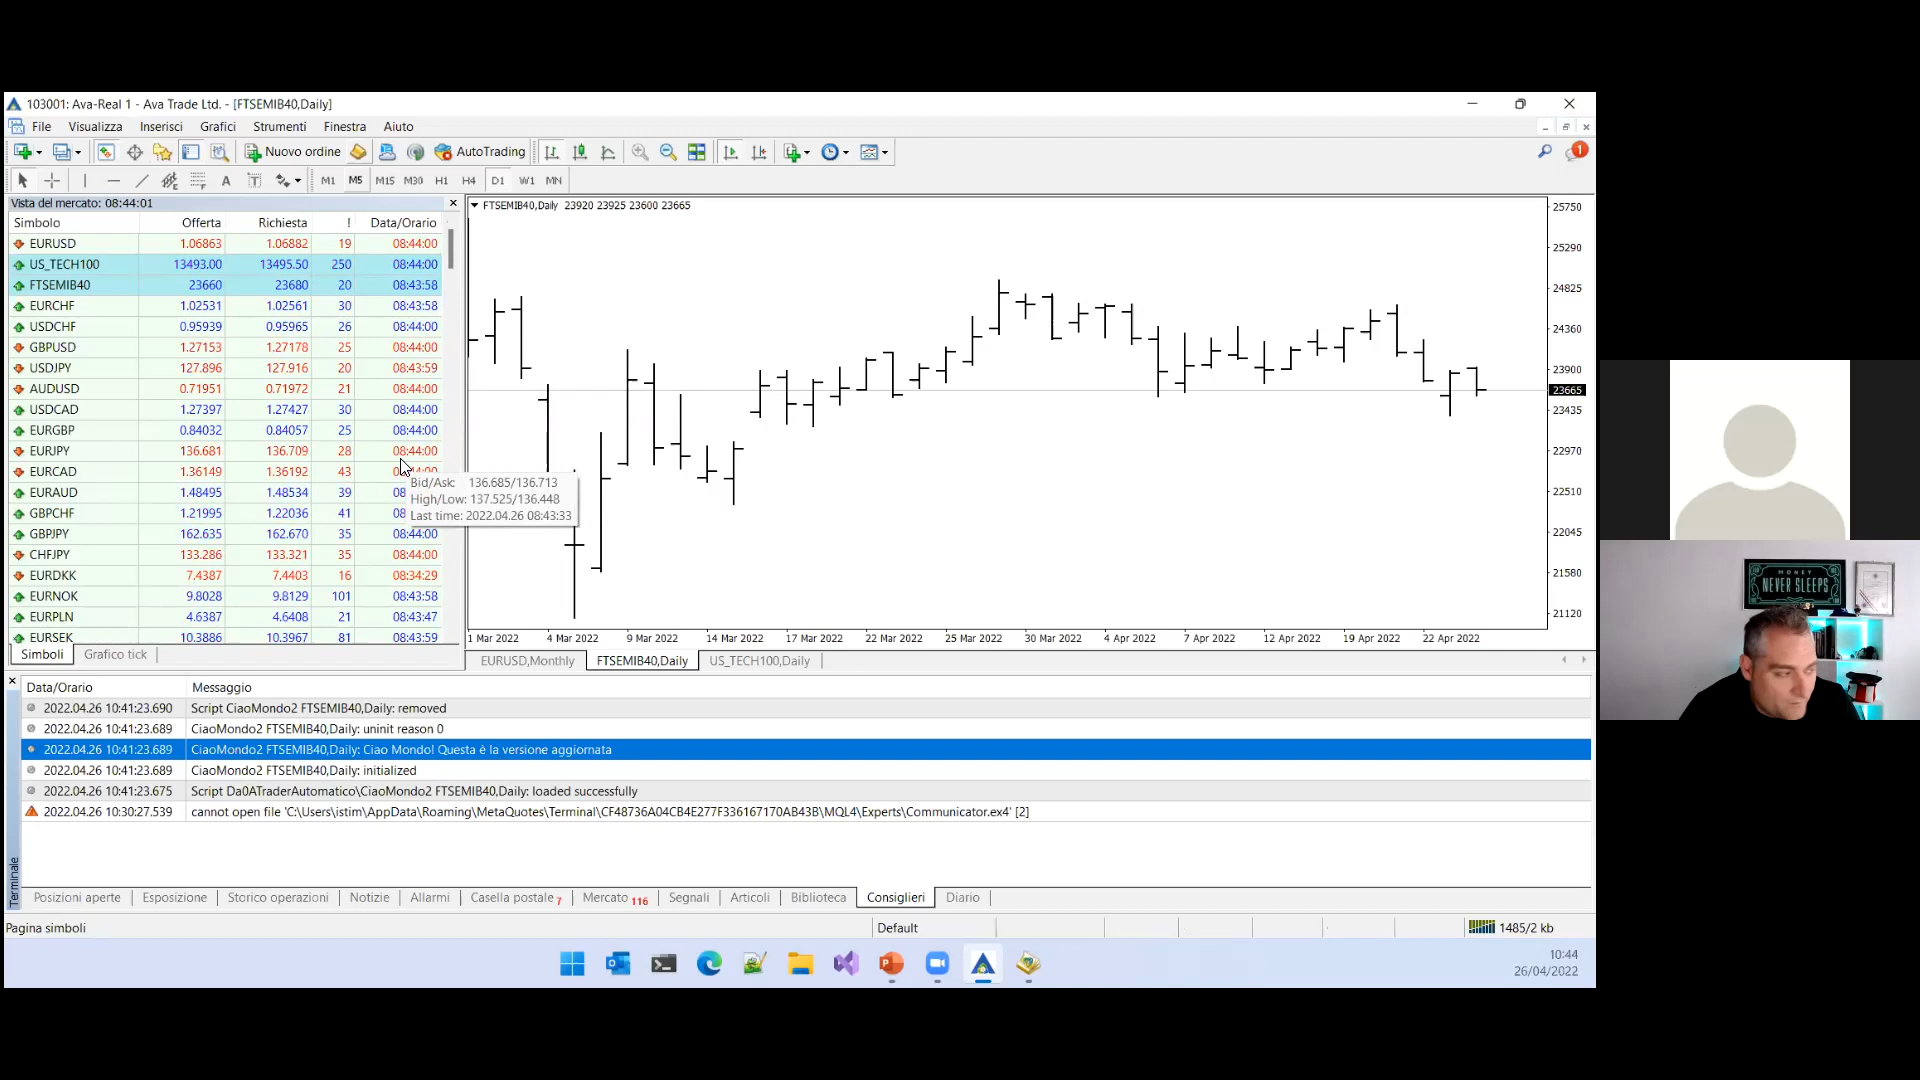 103001: Ava-Real 1 - Ava Trade Ltd. - [FTSEMIB40,Daily]
File Visualizza Inserisci Grafici Strumenti Finestra Aiuto
Nuovo ordine AutoTrading 1
A T M1 M5 M15 M30 H1 H4 D1 W1 MN
Vista del mercato: 08:44:01
Simbolo Offerta Richiesta ! Data/Orario
EURUSD 1.06863 1.06882 19 08:44:00
US_TECH100 13493.00 13495.50 250 08:44:00
FTSEMIB40 23660 23680 20 08:43:58
EURCHF 1.02531 1.02561 30 08:43:58
USDCHF 0.95939 0.95965 26 08:44:00
GBPUSD 1.27153 1.27178 25 08:44:00
USDJPY 127.896 127.916 20 08:43:59
AUDUSD 0.71951 0.71972 21 08:44:00
USDCAD 1.27397 1.27427 30 08:44:00
EURGBP 0.84032 0.84057 25 08:44:00
EURJPY 136.681 136.709 28 08:44:00
EURCAD 1.36149 1.36192 43
EURAUD 1.48495 1.48534 39 08:
GBPCHF 1.21995 1.22036 41 08:
GBPJPY 162.635 162.670 35 08:44:00
CHFJPY 133.286 133.321 35 08:44:00
EURDKK 7.4387 7.4403 16 08:34:29
EURNOK 9.8028 9.8129 101 08:43:58
EURPLN 4.6387 4.6408 21 08:43:47
EURSEK 10.3886 10.3967 81 08:43:59
Bid/Ask: 136.685/136.713
High/Low: 137.525/136.448
Last time: 2022.04.26 08:43:33
Simboli Grafico tick
FTSEMIB40,Daily 23920 23925 23600 23665
25750
25290
24825
24360
23900
23665
23435
22970
22510
22045
21580
21120
1 Mar 2022 4 Mar 2022 9 Mar 2022 14 Mar 2022 17 Mar 2022 22 Mar 2022 25 Mar 2022 30 Mar 2022 4 Apr 2022 7 Apr 2022 12 Apr 2022 19 Apr 2022 22 Apr 2022
EURUSD,Monthly FTSEMIB40,Daily US_TECH100,Daily
Data/Orario Messaggio
2022.04.26 10:41:23.690 Script CiaoMondo2 FTSEMIB40,Daily: removed
2022.04.26 10:41:23.689 CiaoMondo2 FTSEMIB40,Daily: uninit reason 0
2022.04.26 10:41:23.689 CiaoMondo2 FTSEMIB40,Daily: Ciao Mondo! Questa è la versione aggiornata
2022.04.26 10:41:23.689 CiaoMondo2 FTSEMIB40,Daily: initialized
2022.04.26 10:41:23.675 Script Da0ATraderAutomatico\CiaoMondo2 FTSEMIB40,Daily: loaded successfully
2022.04.26 10:30:27.539 cannot open file 'C:\Users\istim\AppData\Roaming\MetaQuotes\Terminal\CF48736A04CB4E277F336167170AB43B\MQL4\Experts\Communicator.ex4' [2]
Terminale
Posizioni aperte Esposizione Storico operazioni Notizie Allarmi Casella postale 7 Mercato 116 Segnali Articoli Biblioteca Consiglieri Diario
Pagina simboli Default 1485/2 kb
10:44
26/04/2022
MONEY
NEVER SLEEPS